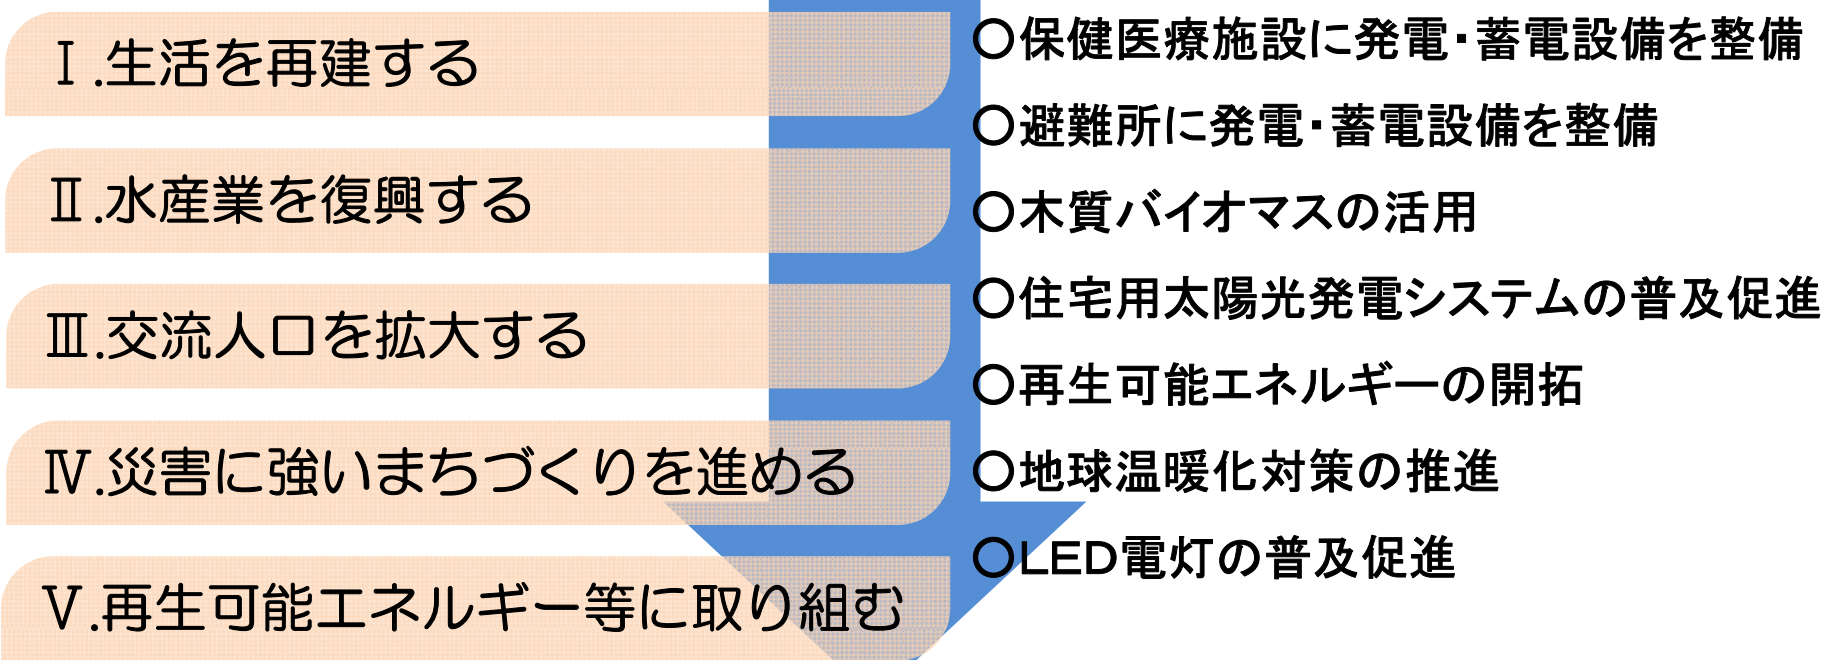 Ⅰ.生活を再建する
Ⅱ.水産業を復興する
Ⅲ.交流人口を拡大する
Ⅳ.災害に強いまちづくりを進める
Ⅴ.再生可能エネルギー等に取り組む
○保健医療施設に発電・蓄電設備を整備
○避難所に発電・蓄電設備を整備
○木質バイオマスの活用
○住宅用太陽光発電システムの普及促進
○再生可能エネルギーの開拓
○地球温暖化対策の推進
○LED電灯の普及促進